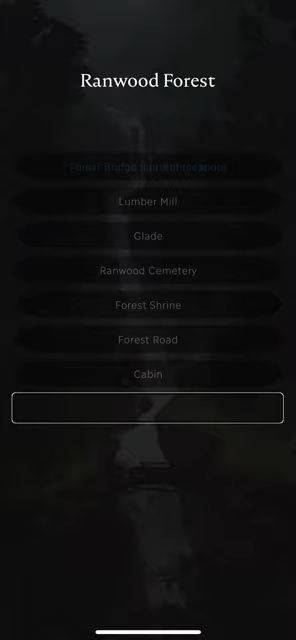 Ranwood Forest
Lumber Mill
Glade
Ranwood Cemetery
Forest Shrine
Forest Road
Cabin